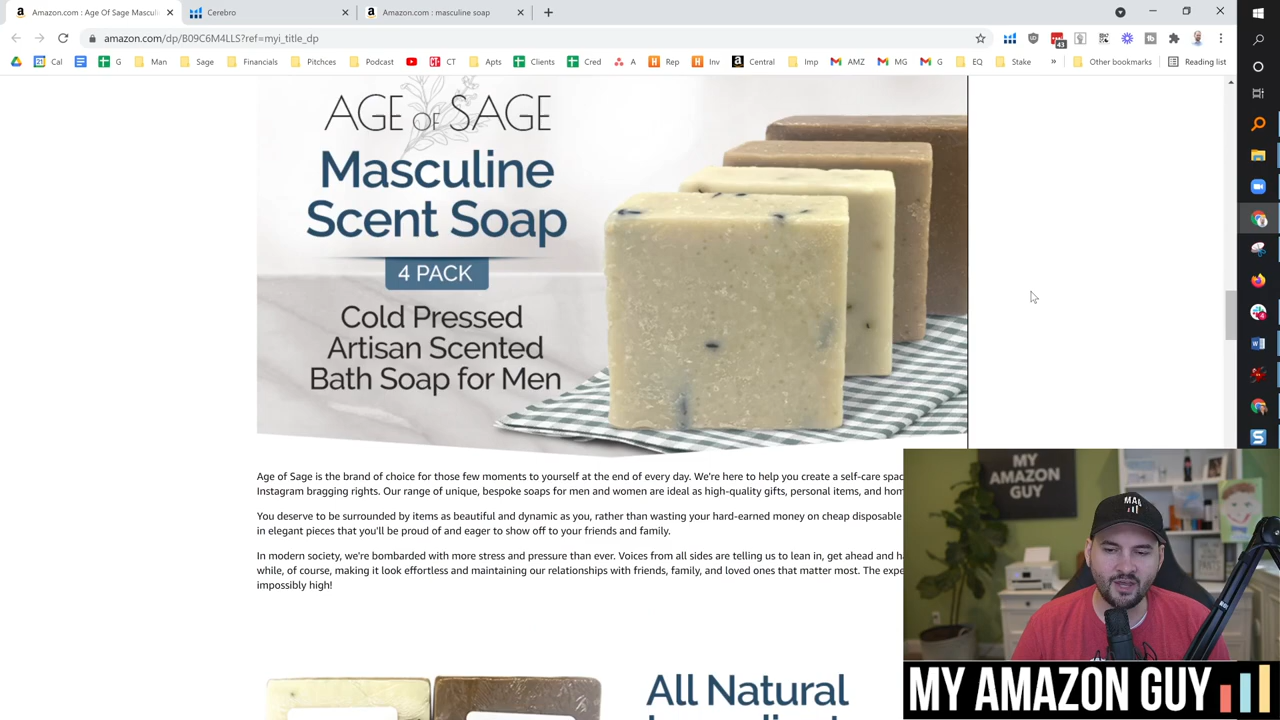 Amazon.com : Age Of Sage Masculi
Cerebro
Amazon.com : masculine soap
amazon.com/dp/B09C6M4LLS?ref=myi_title_dp
43
Cal
G
Man
Sage
Financials
Pitchces
Podcast
CT
Apts
Clients
Cred
A
Rep
Inv
Central
Imp
AMZ
MG
G
EQ
Stake
Other bookmarks
Reading list
AGE OF SAGE
Masculine
Scent Soap
4 PACK
Cold Pressed
Artisan Scented
Bath Soap for Men
Age of Sage is the brand of choice for those few moments to yourself at the end of every day. We're here to help you create a self-care spac
Instagram bragging rights. Our range of unique, bespoke soaps for men and women are ideal as high-quality gifts, personal items, and hom
You deserve to be surrounded by items as beautiful and dynamic as you, rather than wasting your hard-earned money on cheap disposable
in elegant pieces that you'll be proud of and eager to show off to your friends and family.
In modern society, we're bombarded with more stress and pressure than ever. Voices from all sides are telling us to lean in, get ahead and ha
while, of course, making it look effortless and maintaining our relationships with friends, family, and loved ones that matter most. The expe
impossibly high!
All Natural
MY
AMAZON
GUY
MAG
MY AMAZON GUY